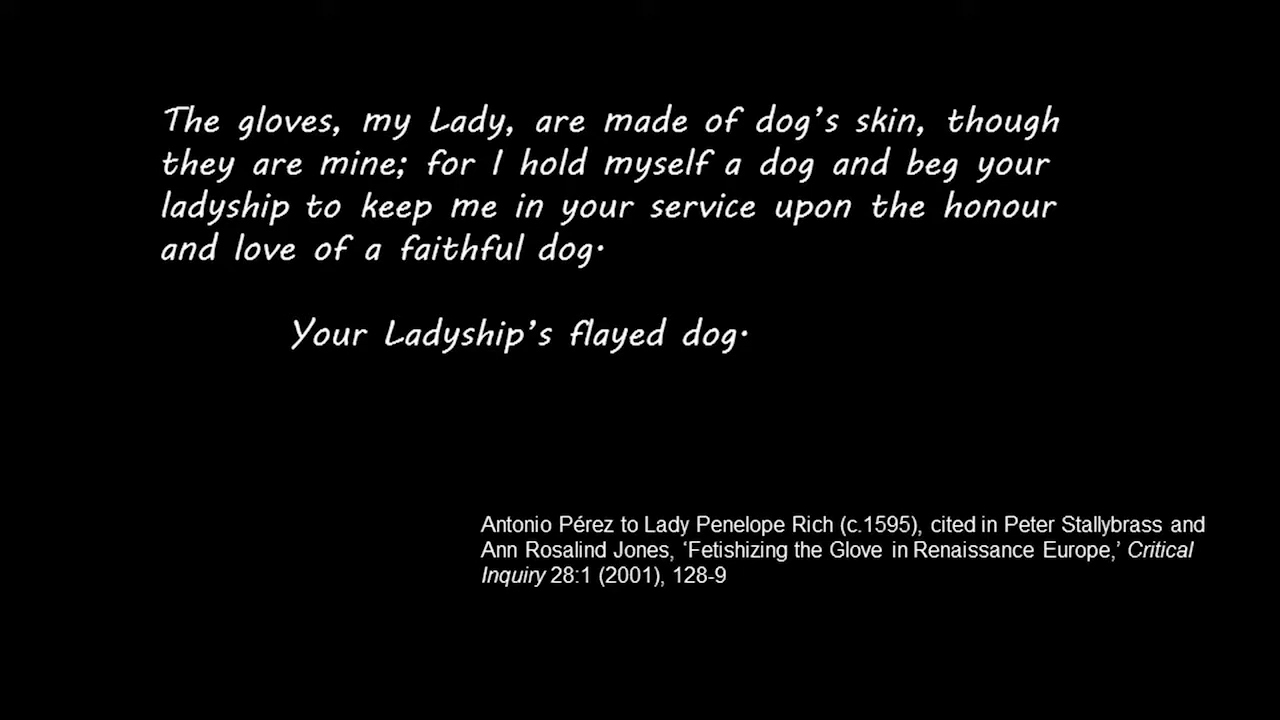 The gloves, my Lady, are made of dog's skin, though
they are mine; for I hold myself a dog and beg your
ladyship to keep me in your service upon the honour
and love of a faithful dog.
Your Ladyship's flayed dog.
Antonio Pérez to Lady Penelope Rich (c.1595), cited in Peter Stallybrass and
Ann Rosalind Jones, ‘Fetishizing the Glove in Renaissance Europe,’ Critical
Inquiry 28:1 (2001), 128-9